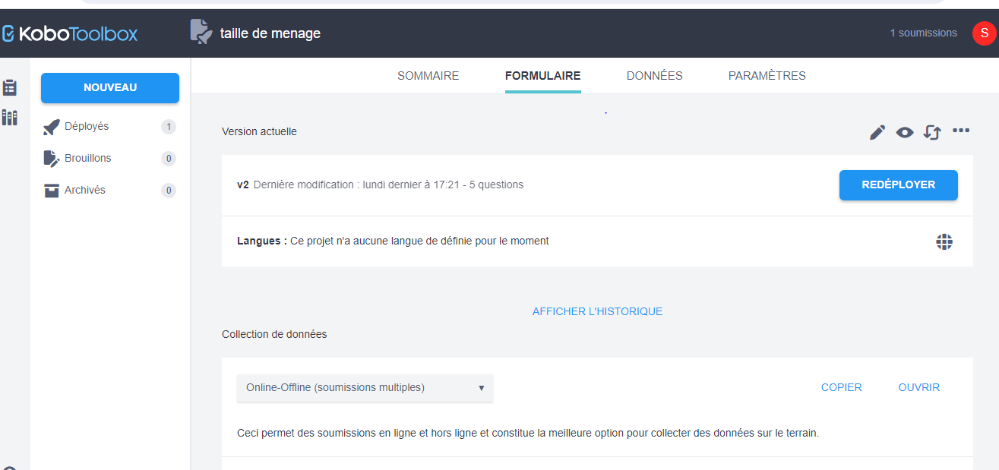 KoboToolbox
taille de menage
1 soumissions
S
NOUVEAU
Déployés 1
Brouillons 0
Archivés 0
SOMMAIRE FORMULAIRE DONNÉES PARAMÈTRES
Version actuelle
v2 Dernière modification : lundi dernier à 17:21 - 5 questions
REDÉPLOYER
Langues : Ce projet n'a aucune langue de définie pour le moment
AFFICHER L'HISTORIQUE
Collection de données
Online-Offline (soumissions multiples)
COPIER OUVRIR
Ceci permet des soumissions en ligne et hors ligne et constitue la meilleure option pour collecter des données sur le terrain.